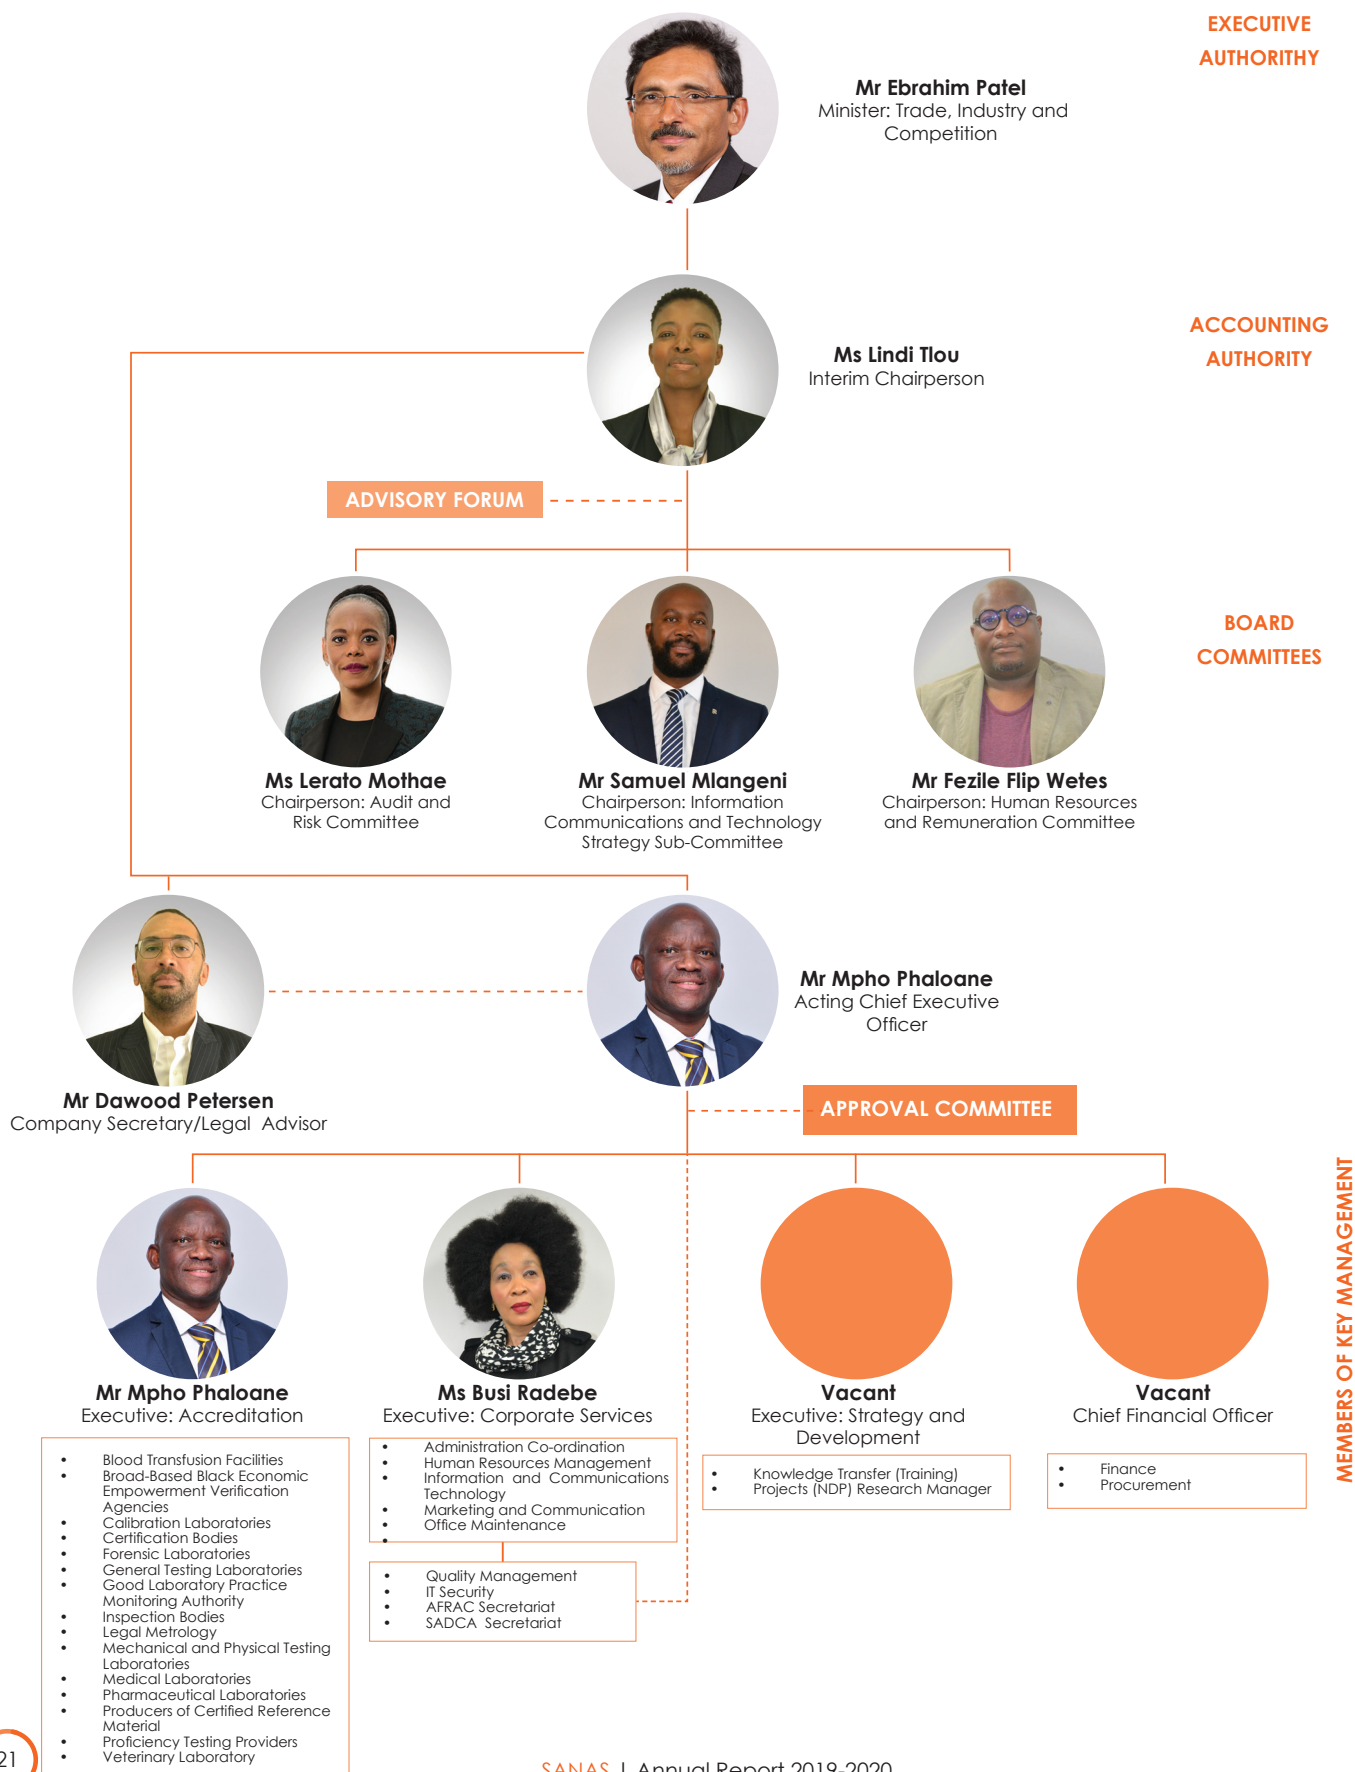 EXECUTIVE
AUTHORITHY
Mr Ebrahim Patel
Minister: Trade, Industry and
Competition
ACCOUNTING
AUTHORITY
Ms Lindi Tlou
Interim Chairperson
ADVISORY FORUM
BOARD
COMMITTEES
Ms Lerato Mothae
Chairperson: Audit and
Risk Committee
Mr Samuel Mlangeni
Chairperson: Information
Communications and Technology
Strategy Sub-Committee
Mr Fezile Flip Wetes
Chairperson: Human Resources
and Remuneration Committee
Mr Mpho Phaloane
Acting Chief Executive
Officer
Mr Dawood Petersen
Company Secretary/Legal Advisor
APPROVAL COMMITTEE
MEMBERS OF KEY MANAGEMENT
Mr Mpho Phaloane
Executive: Accreditation
• Blood Transfusion Facilities
• Broad-Based Black Economic
Empowerment Verification
Agencies
• Calibration Laboratories
• Certification Bodies
• Forensic Laboratories
• General Testing Laboratories
• Good Laboratory Practice
Monitoring Authority
• Inspection Bodies
• Legal Metrology
• Mechanical and Physical Testing
Laboratories
• Medical Laboratories
• Pharmaceutical Laboratories
• Producers of Certified Reference
Material
• Proficiency Testing Providers
• Veterinary Laboratory
Ms Busi Radebe
Executive: Corporate Services
• Administration Co-ordination
• Human Resources Management
• Information and Communications
Technology
• Marketing and Communication
• Office Maintenance
•
• Quality Management
• IT Security
• AFRAC Secretariat
• SADCA Secretariat
Vacant
Executive: Strategy and
Development
• Knowledge Transfer (Training)
• Projects (NDP) Research Manager
Vacant
Chief Financial Officer
• Finance
• Procurement
21
SANAS | Annual Report 2019-2020